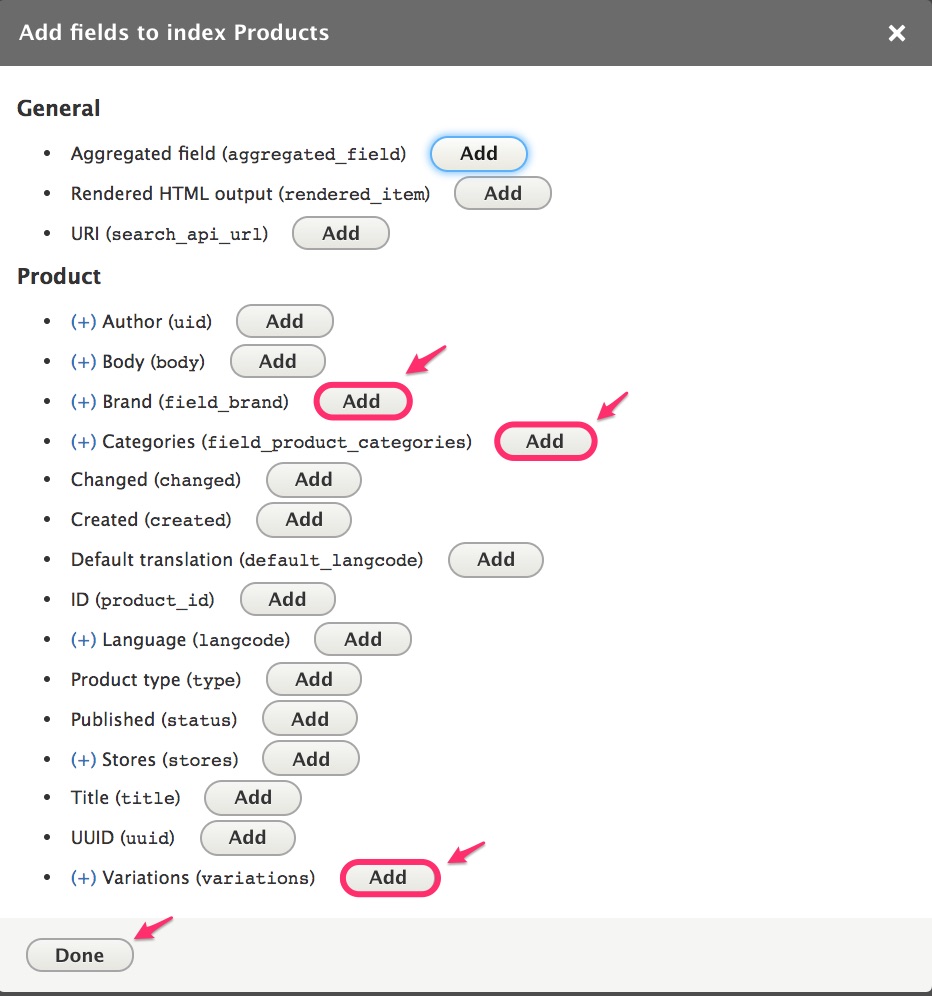 Add fields to index Products ×
General
• Aggregated field (aggregated_field) Add
• Rendered HTML output (rendered_item) Add
• URI (search_api_url) Add
Product
• (+) Author (uid) Add
• (+) Body (body) Add
• (+) Brand (field_brand) Add
• (+) Categories (field_product_categories) Add
• Changed (changed) Add
• Created (created) Add
• Default translation (default_langcode) Add
• ID (product_id) Add
• (+) Language (langcode) Add
• Product type (type) Add
• Published (status) Add
• (+) Stores (stores) Add
• Title (title) Add
• UUID (uuid) Add
• (+) Variations (variations) Add
Done